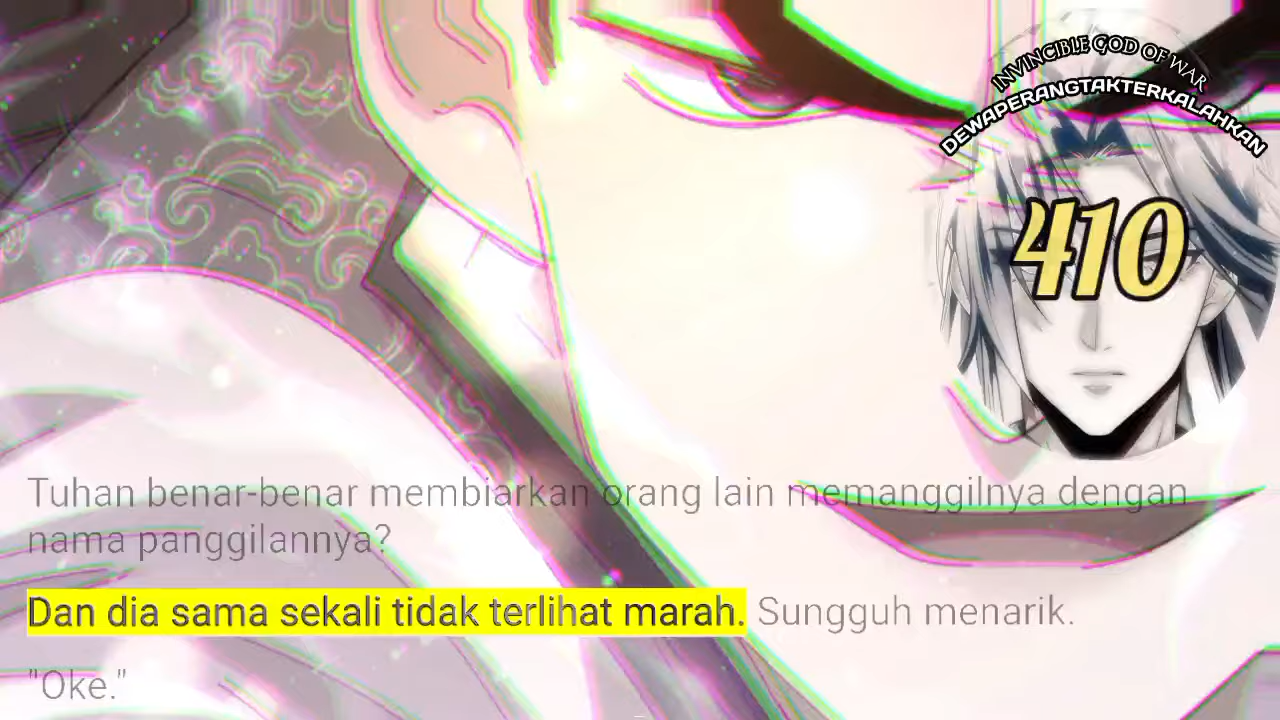 INVINCIBLE GOD OF WAR
DEWAPERANGTAKTERKALAHKAN
410
Tuhan benar-benar membiarkan orang lain memanggilnya dengan
nama panggilannya?
Dan dia sama sekali tidak terlihat marah. Sungguh menarik.
"Oke."